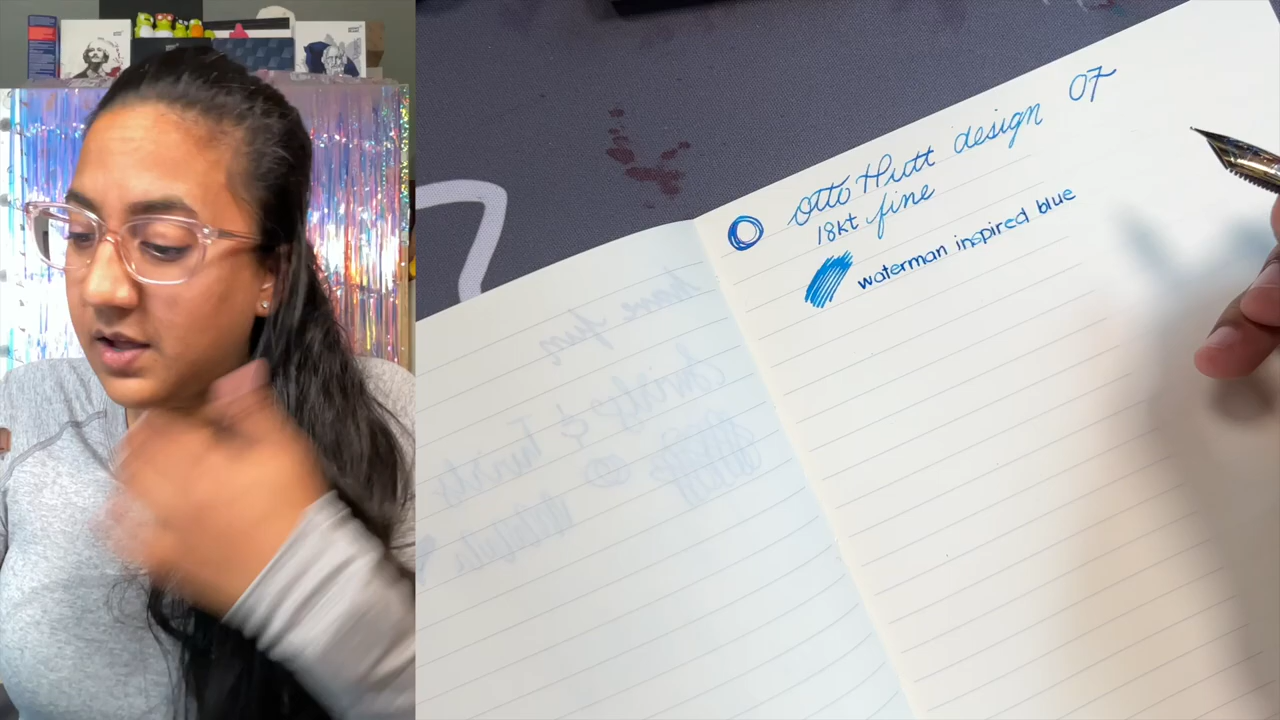 Otto Hutt design 07
18kt fine
waterman inspired blue